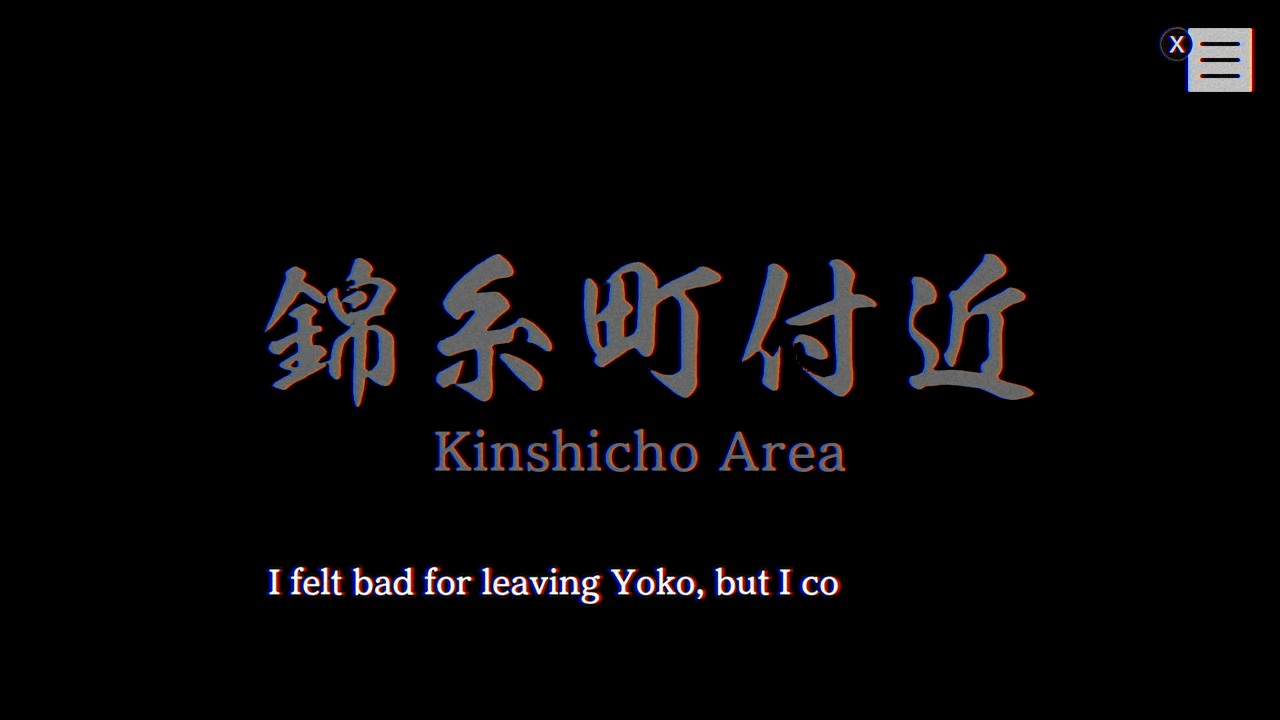 X
錦糸町付近
Kinshicho Area
I felt bad for leaving Yoko, but I co